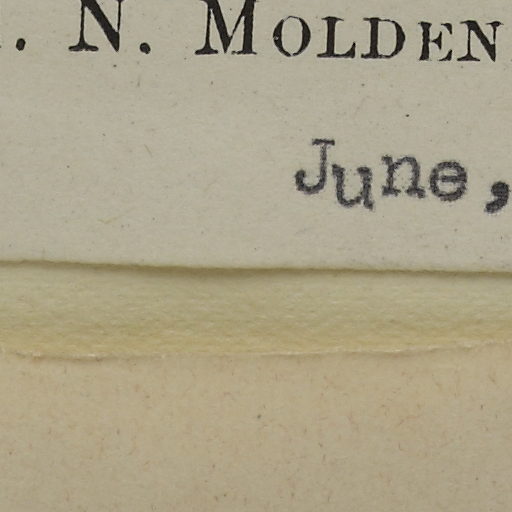 . N. MOLDEN
June,